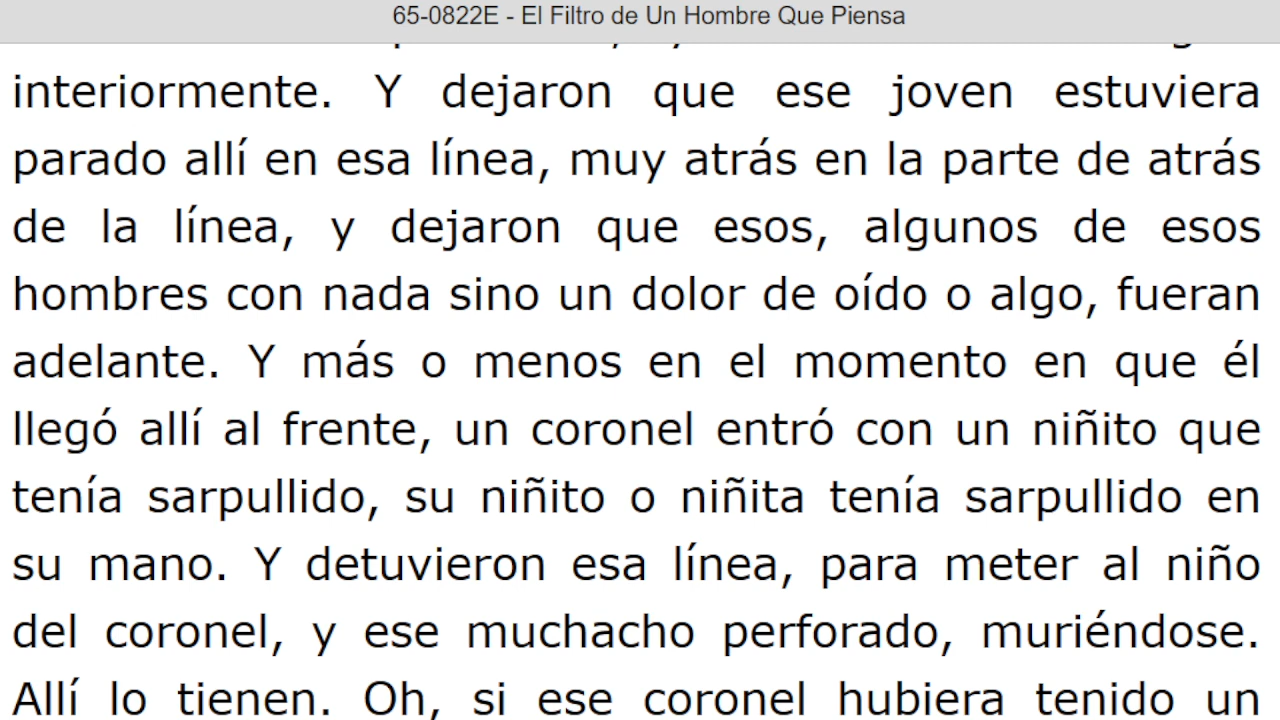 65-0822E - El Filtro de Un Hombre Que Piensa
interiormente. Y dejaron que ese joven estuviera
parado allí en esa línea, muy atrás en la parte de atrás
de la línea, y dejaron que esos, algunos de esos
hombres con nada sino un dolor de oído o algo, fueran
adelante. Y más o menos en el momento en que él
llegó allí al frente, un coronel entró con un niñito que
tenía sarpullido, su niñito o niñita tenía sarpullido en
su mano. Y detuvieron esa línea, para meter al niño
del coronel, y ese muchacho perforado, muriéndose.
Allí lo tienen. Oh, si ese coronel hubiera tenido un